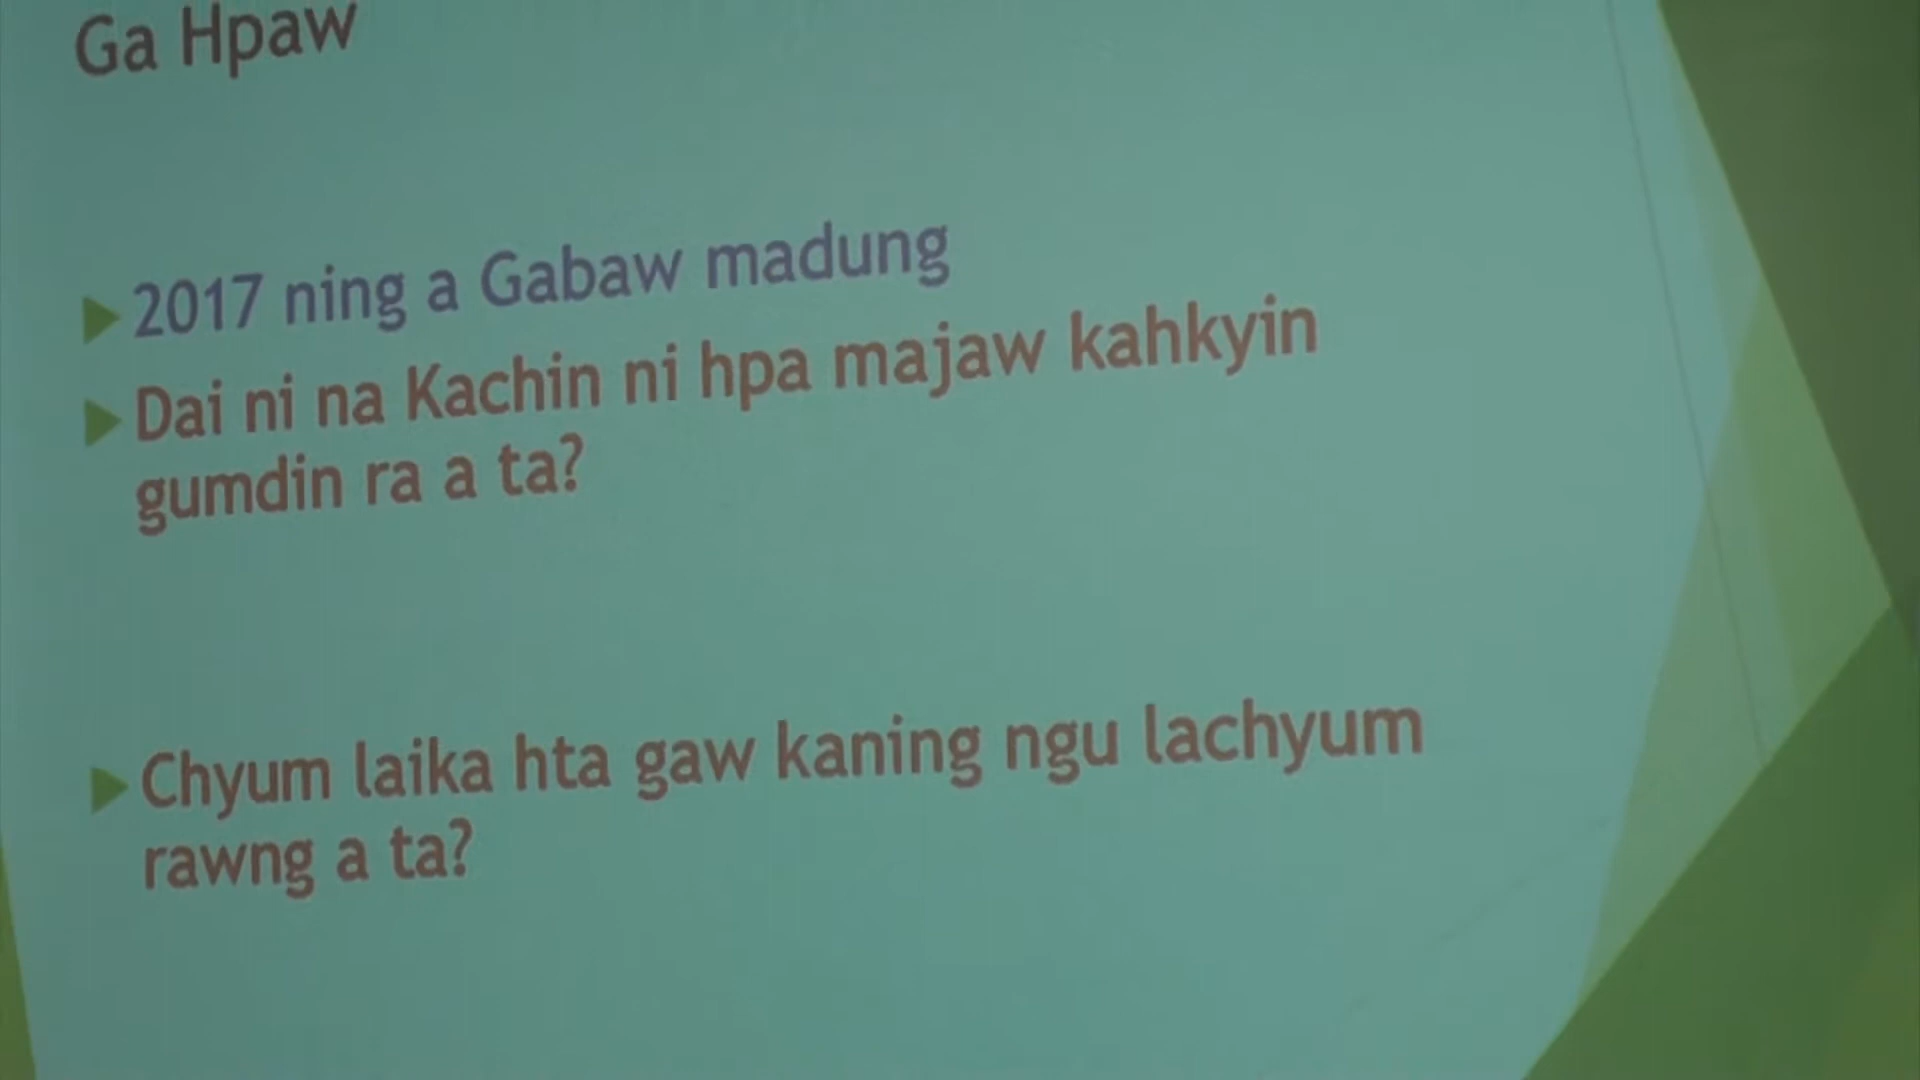 Ga Hpaw
2017 ning a Gabaw madung
Dai ni na Kachin ni hpa majaw kahkyin
gumdin ra a ta?
Chyum laika hta gaw kaning ngu lachyum
rawng a ta?